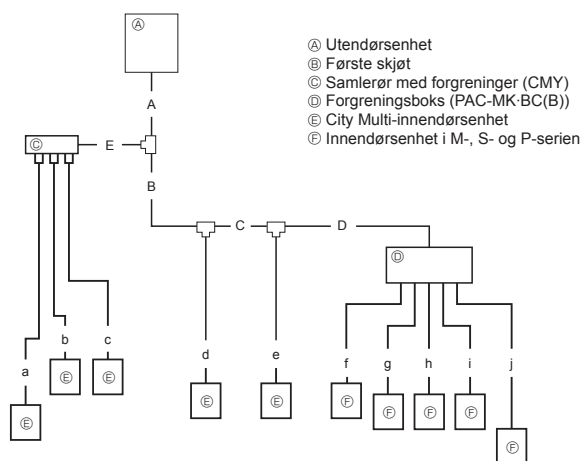 Ⓐ
Ⓐ Utendørsenhet
Ⓑ Første skjøt
Ⓒ Samlerør med forgreninger (CMY)
Ⓓ Forgreningsboks (PAC-MK·BC(B))
Ⓔ City Multi-innendørsenhet
Ⓕ Innendørsenhet i M-, S- og P-serien
A
Ⓒ
E
B
C
D
Ⓓ
a
b
c
d
e
f
g
h
i
j
Ⓔ
Ⓔ
Ⓔ
Ⓔ
Ⓔ
Ⓕ
Ⓕ
Ⓕ
Ⓕ
Ⓕ